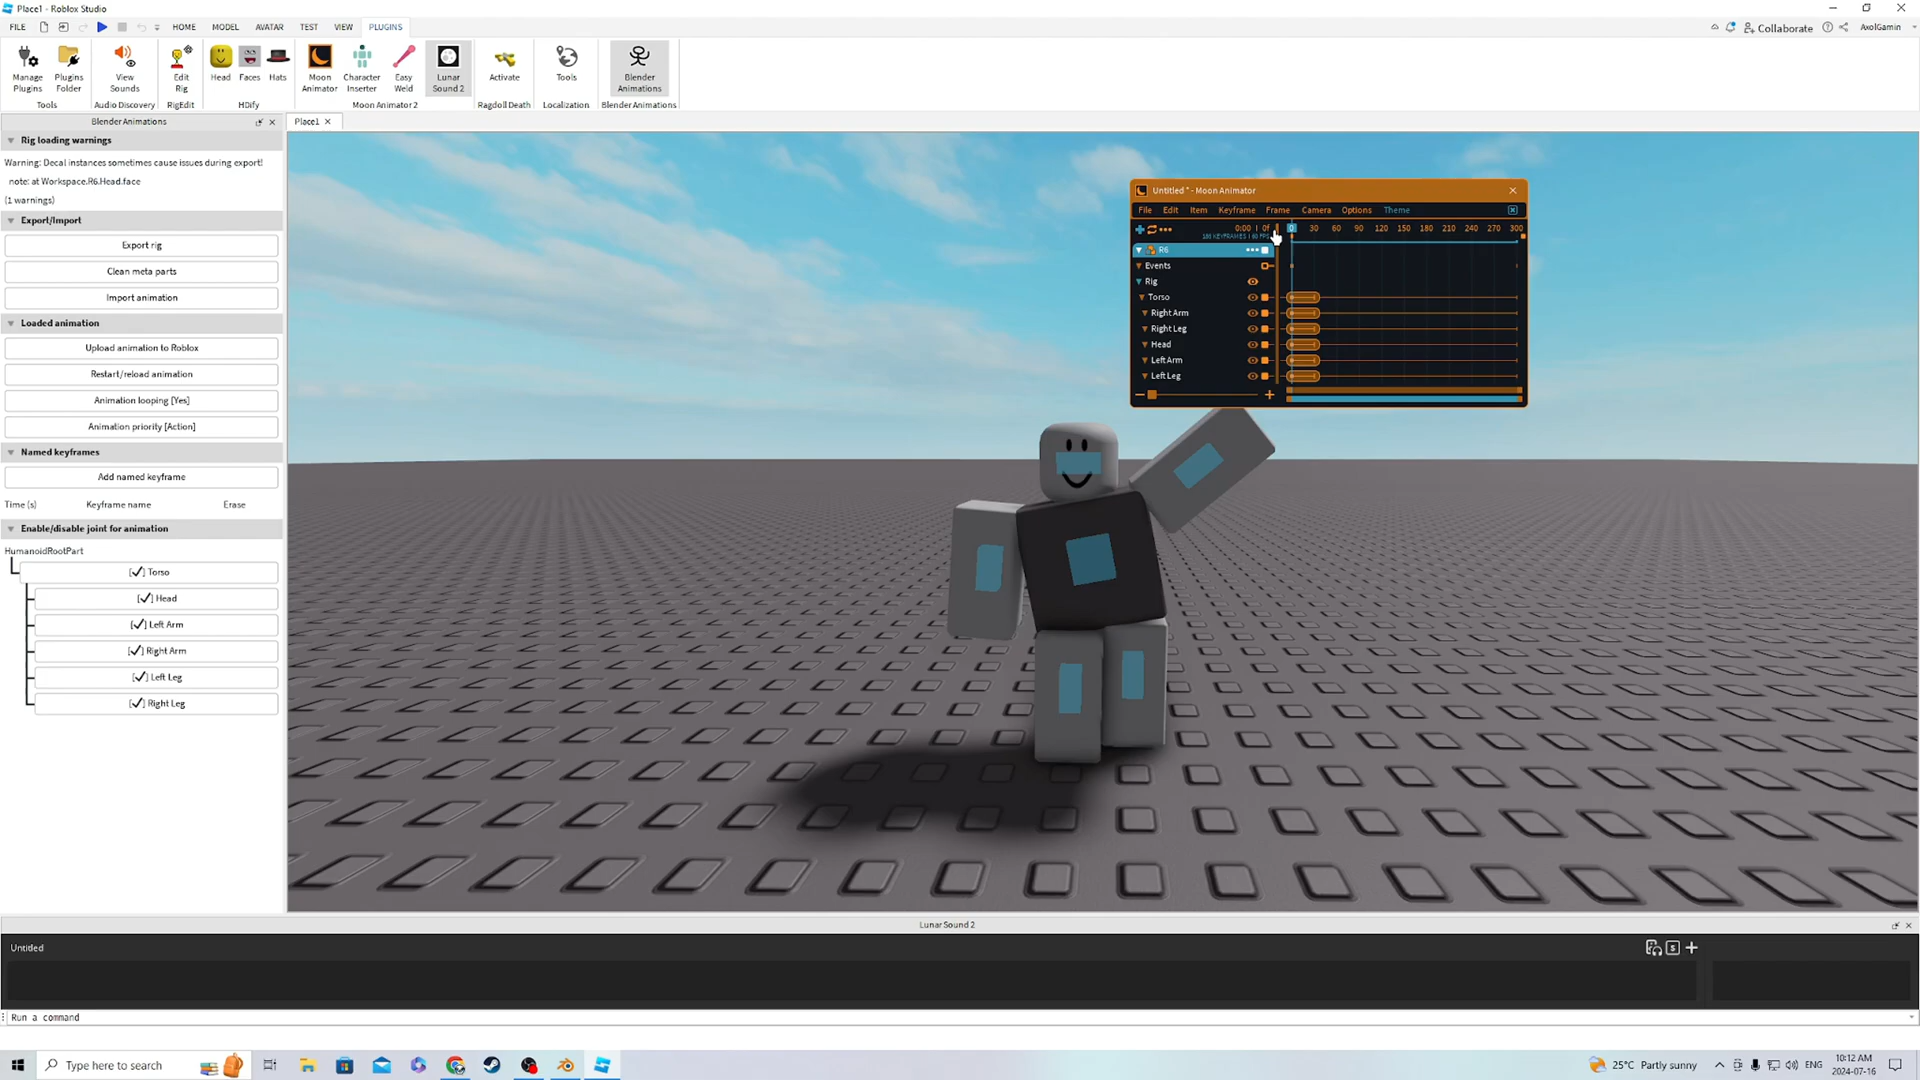 Place1 - Roblox Studio
FILE HOME MODEL AVATAR TEST VIEW PLUGINS Collaborate AxolGamin
Manage Plugins
Plugins Folder
Tools
View Sounds
Audio Discovery
Edit Rig
RigEdit
Head
Faces
Hats
HDify
Moon Animator
Character Inserter
Easy Weld
Lunar Sound 2
Moon Animator 2
Activate
Ragdoll Death
Tools
Localization
Blender Animations
Blender Animations
Blender Animations
Place1
Rig loading warnings
Warning: Decal instances sometimes cause issues during export!
note: at Workspace.R6.Head.face
(1 warnings)
Export/Import
Export rig
Clean meta parts
Import animation
Loaded animation
Upload animation to Roblox
Restart/reload animation
Animation looping [Yes]
Animation priority [Action]
Named keyframes
Add named keyframe
Time (s) Keyframe name Erase
Enable/disable joint for animation
HumanoidRootPart
[✓] Torso
[✓] Head
[✓] Left Arm
[✓] Right Arm
[✓] Left Leg
[✓] Right Leg
Untitled * - Moon Animator
File Edit Item Keyframe Frame Camera Options Theme
0:00 | 0f 0 30 60 90 120 150 180 210 240 270 300
R6
Events
Rig
Torso
Right Arm
Right Leg
Head
Left Arm
Left Leg
Lunar Sound 2
Untitled
Run a command
Type here to search
25°C Partly sunny
ENG
10:12 AM
2024-07-16